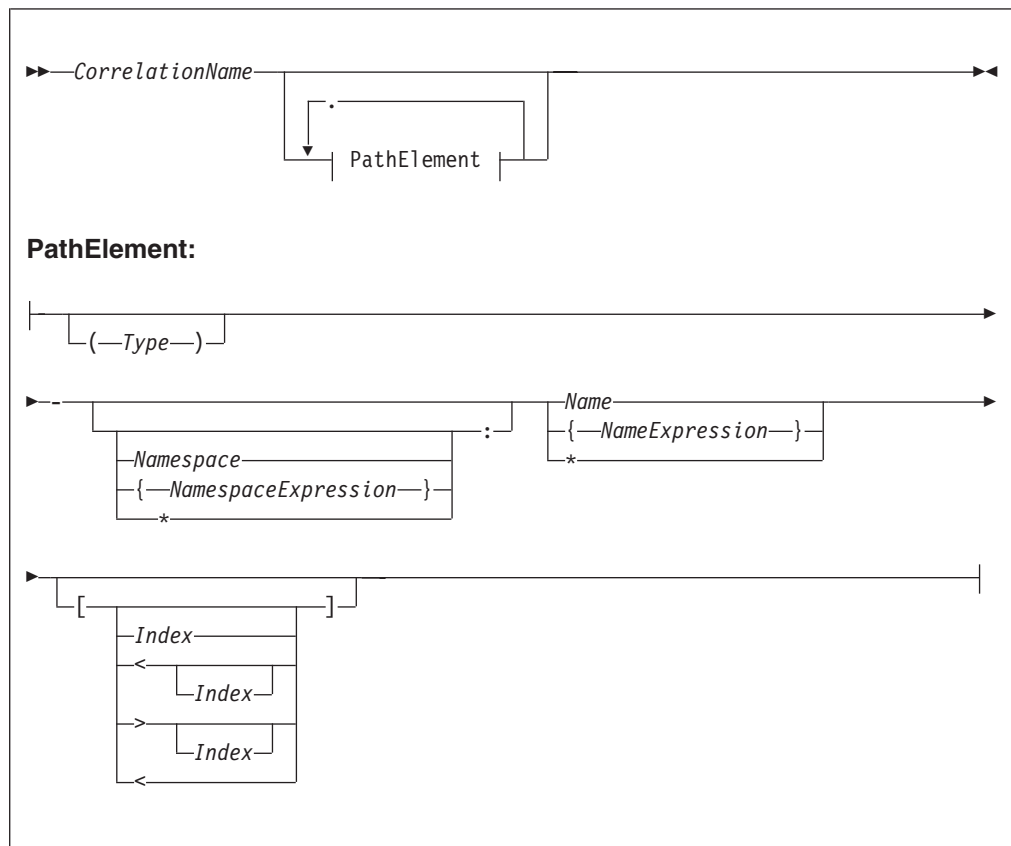 CorrelationName
.
PathElement
PathElement:
( Type )
- Name
: { NameExpression }
Namespace *
{ NamespaceExpression }
*
[ ]
Index
<
Index
>
Index
<